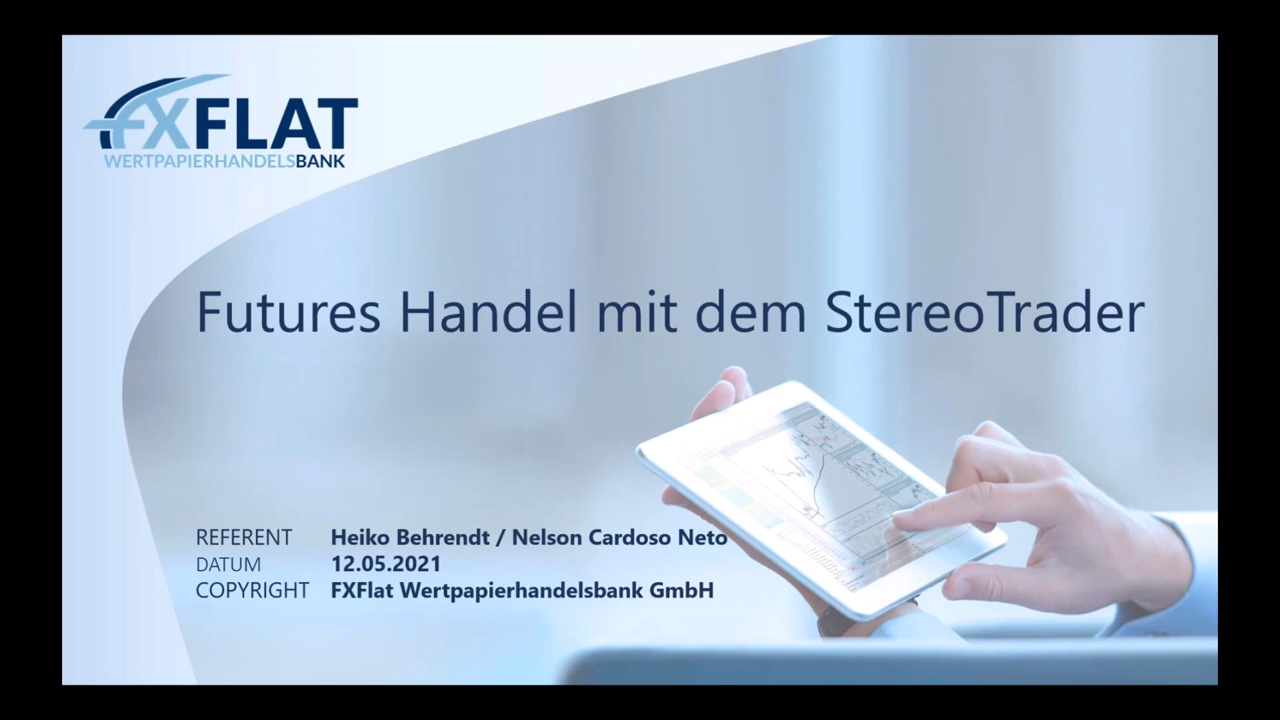 FXFLAT
WERTPAPIERHANDELSBANK
Futures Handel mit dem StereoTrader
REFERENT Heiko Behrendt / Nelson Cardoso Neto
DATUM 12.05.2021
COPYRIGHT FXFlat Wertpapierhandelsbank GmbH